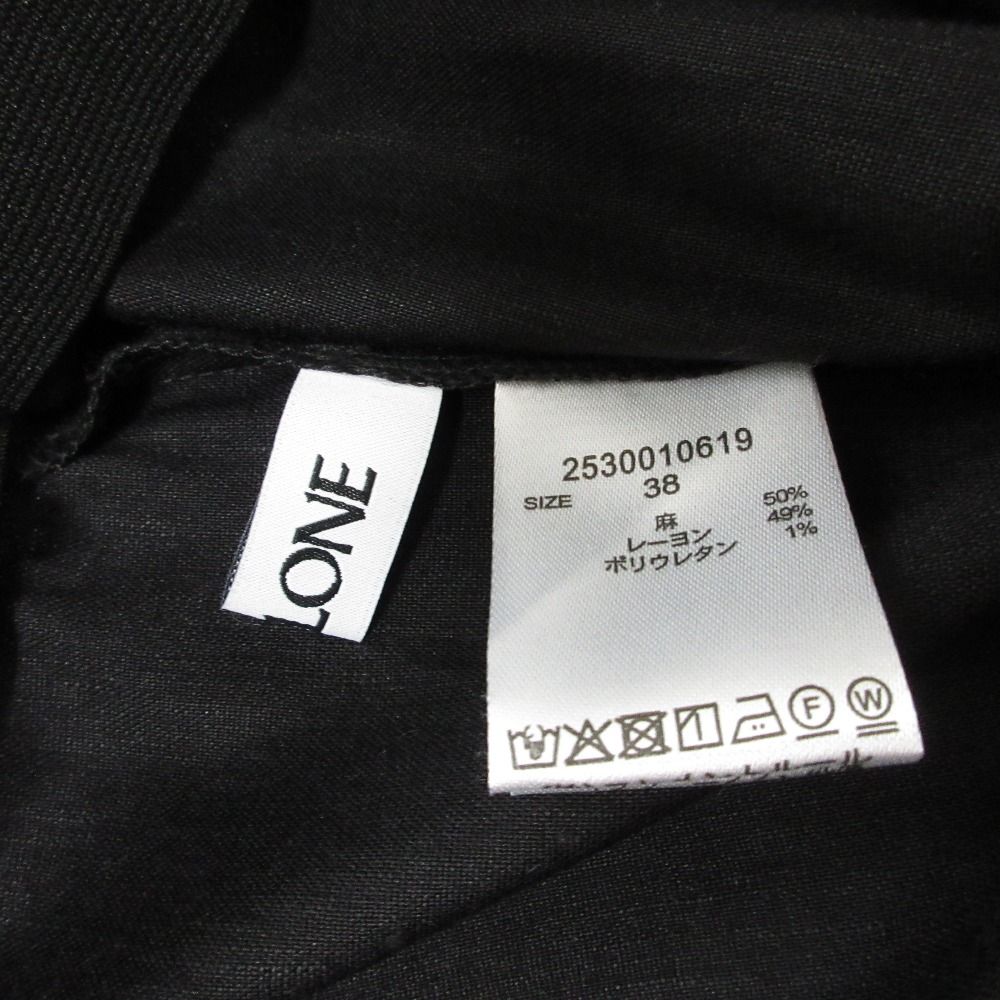 LONE
2530010619
SIZE 38
麻 50%
レーヨン 49%
ポリウレタン 1%
F W